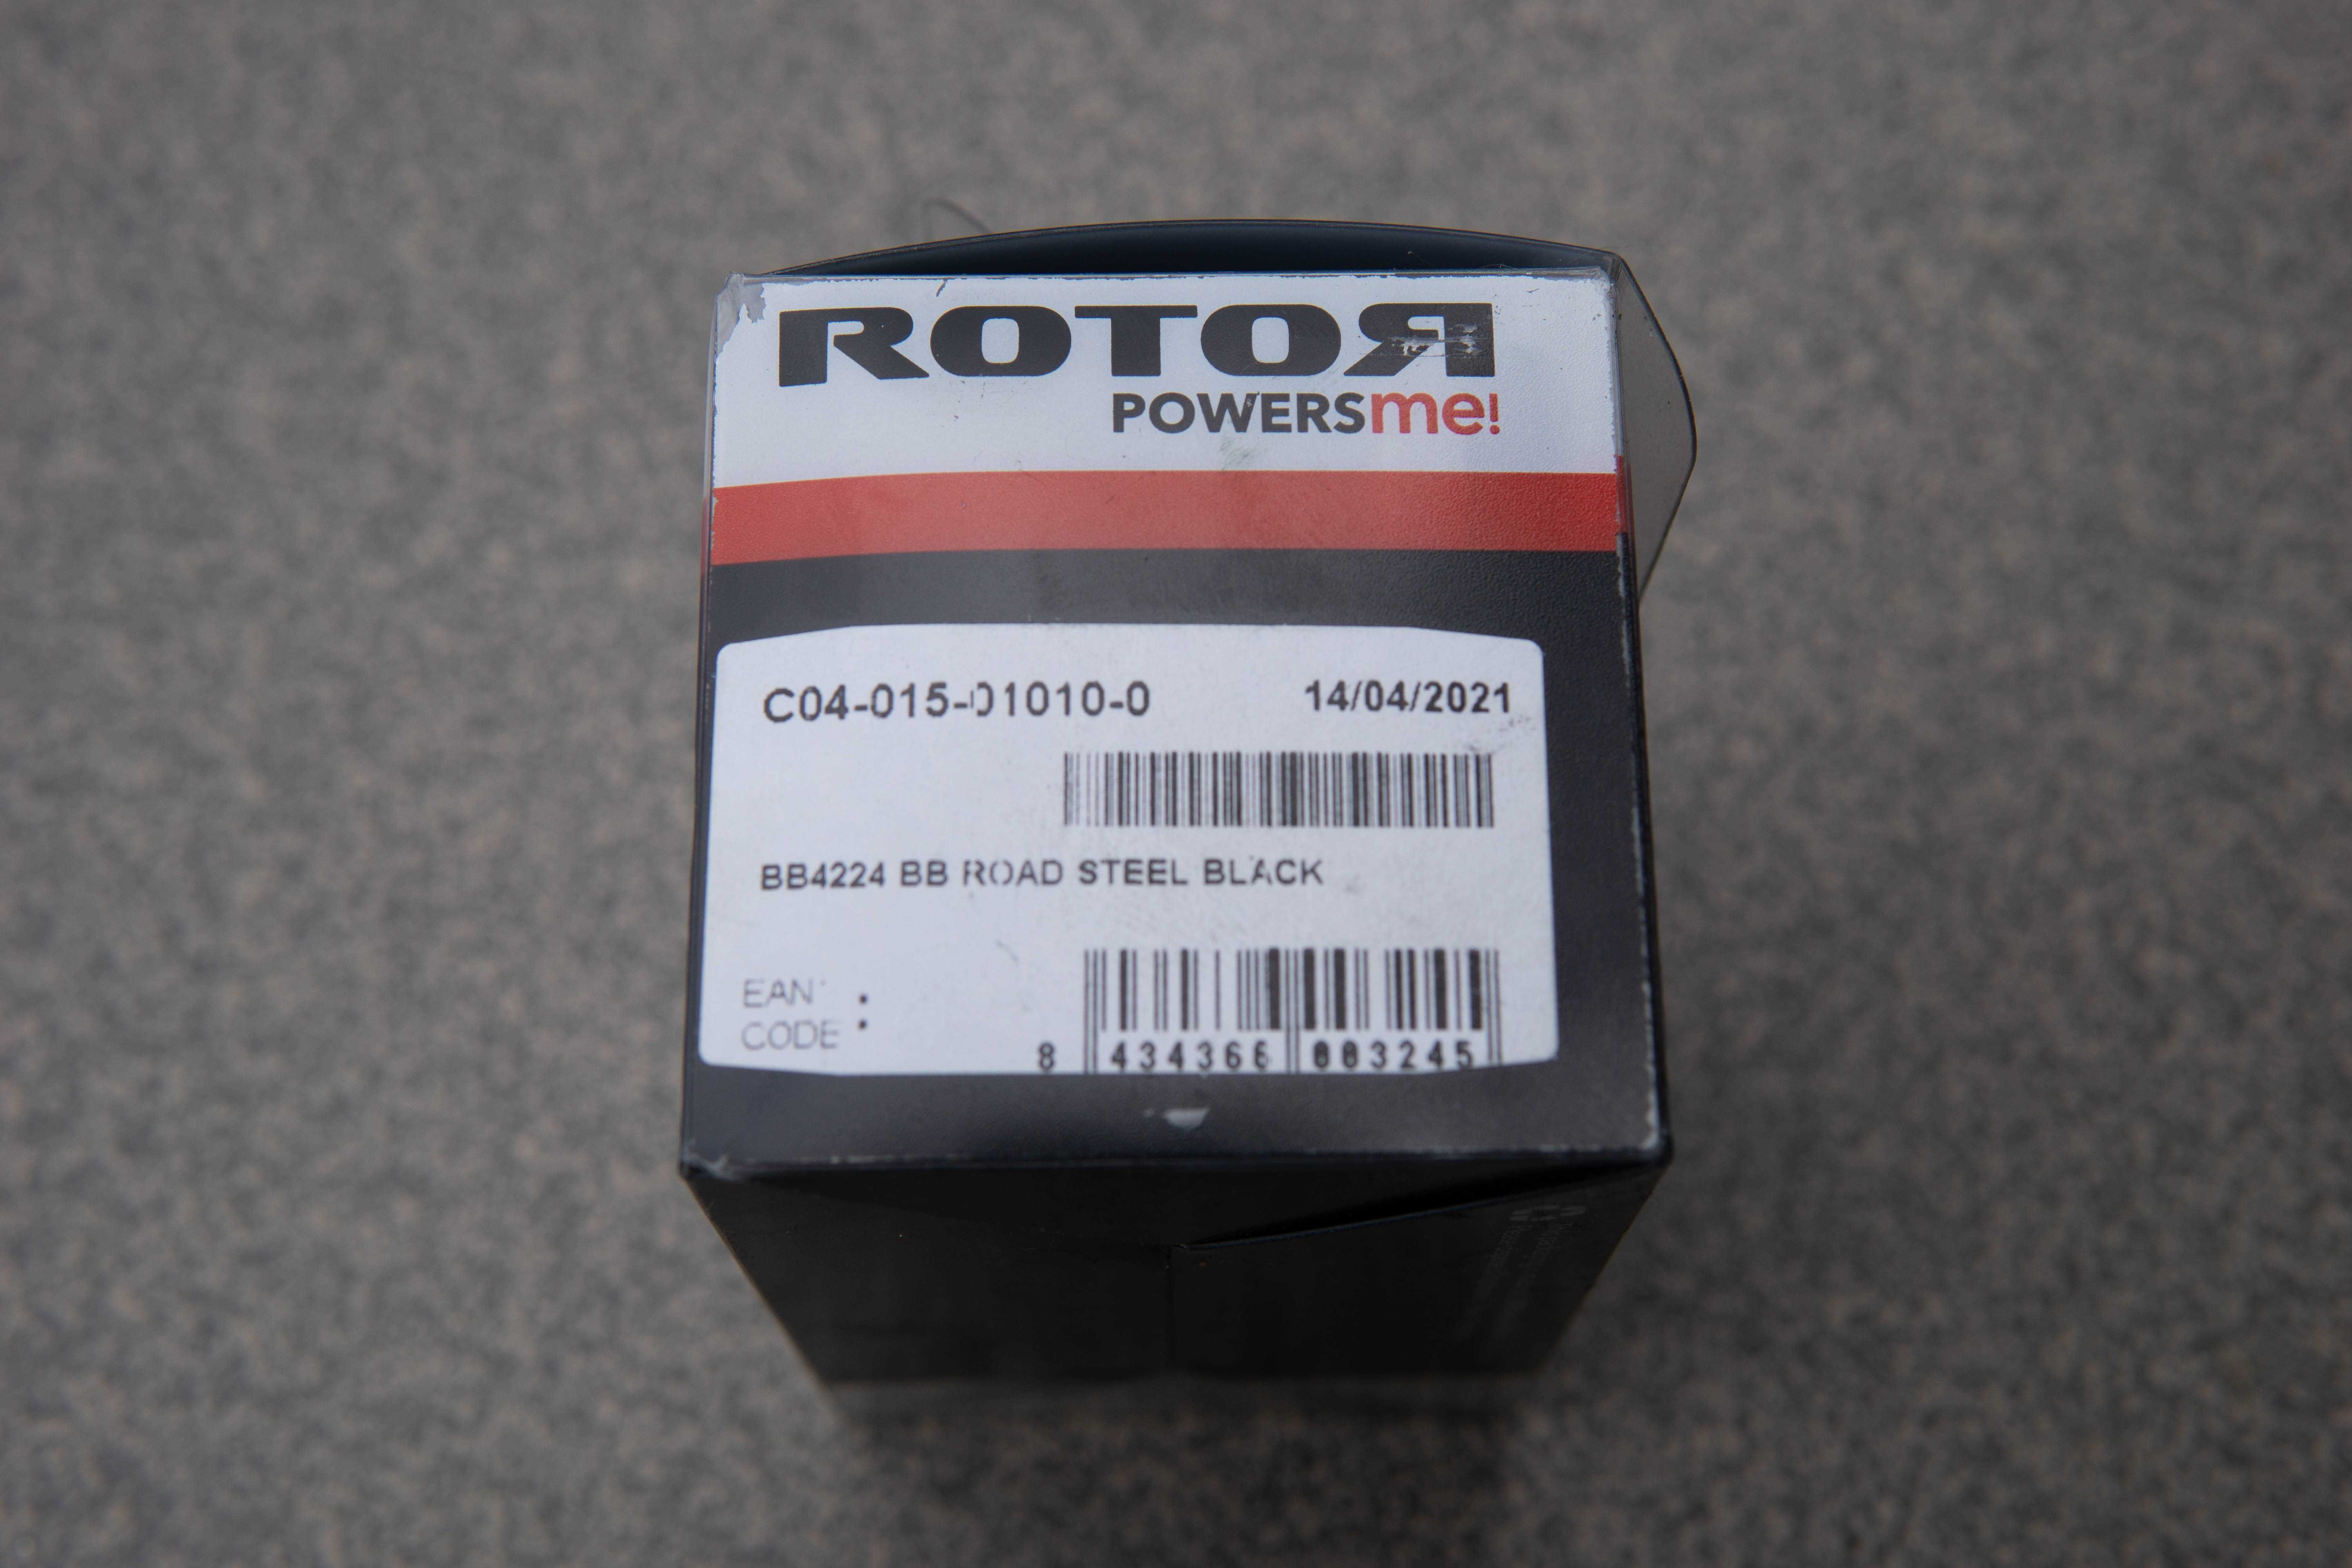 ROTOR
POWERSme!
C04-015-01010-0 14/04/2021
BB4224 BB ROAD STEEL BLACK
EAN :
CODE :
8 434366 003245